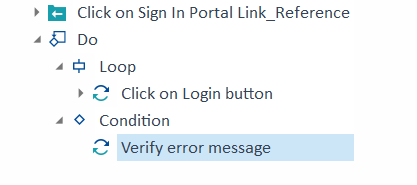 Click on Sign In Portal Link_Reference
Do
Loop
Click on Login button
Condition
Verify error message